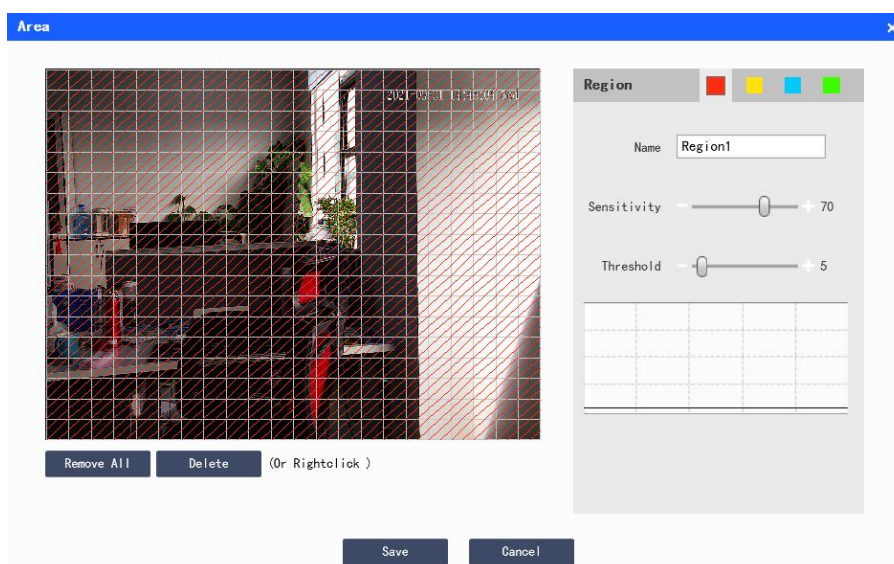 Area
Region
Name Region1
Sensitivity 70
Threshold 5
Remove All Delete (Or Rightclick )
Save Cancel